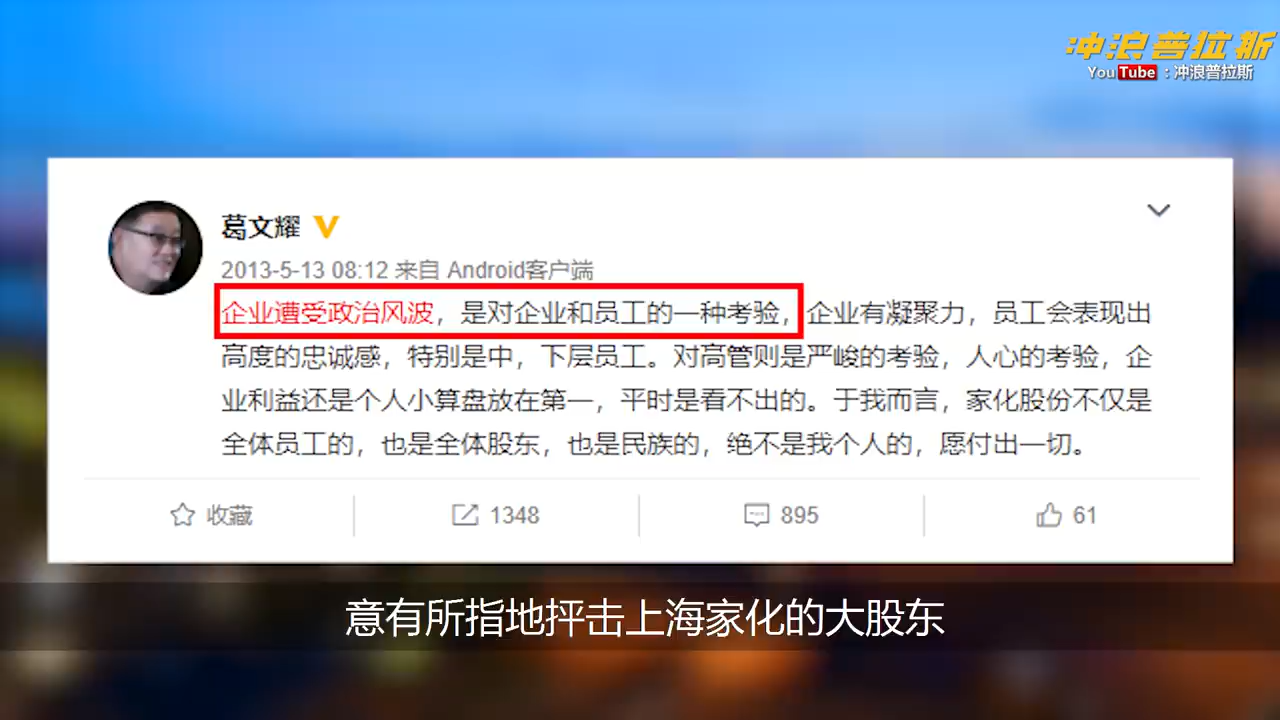 冲浪普拉斯
YouTube：冲浪普拉斯
葛文耀
2013-5-13 08:12 来自 Android客户端
企业遭受政治风波，是对企业和员工的一种考验，企业有凝聚力，员工会表现出
高度的忠诚感，特别是中，下层员工。对高管则是严峻的考验，人心的考验，企
业利益还是个人小算盘放在第一，平时是看不出的。于我而言，家化股份不仅是
全体员工的，也是全体股东，也是民族的，绝不是我个人的，愿付出一切。
收藏
1348
895
61
意有所指地抨击上海家化的大股东